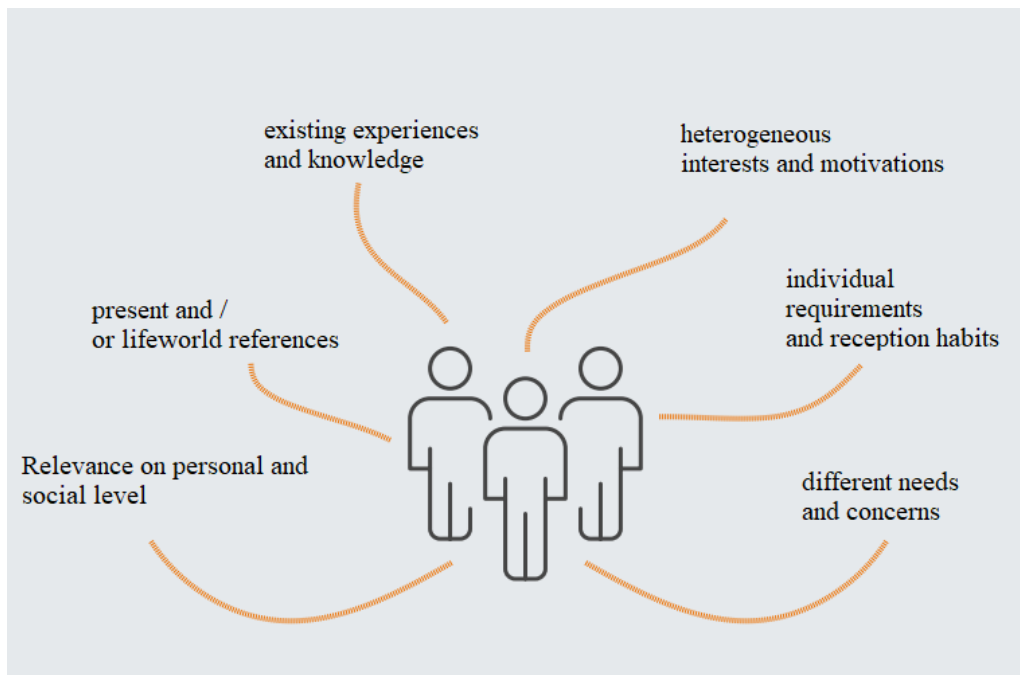 existing experiences
and knowledge
heterogeneous
interests and motivations
present and /
or lifeworld references
individual
requirements
and reception habits
Relevance on personal and
social level
different needs
and concerns